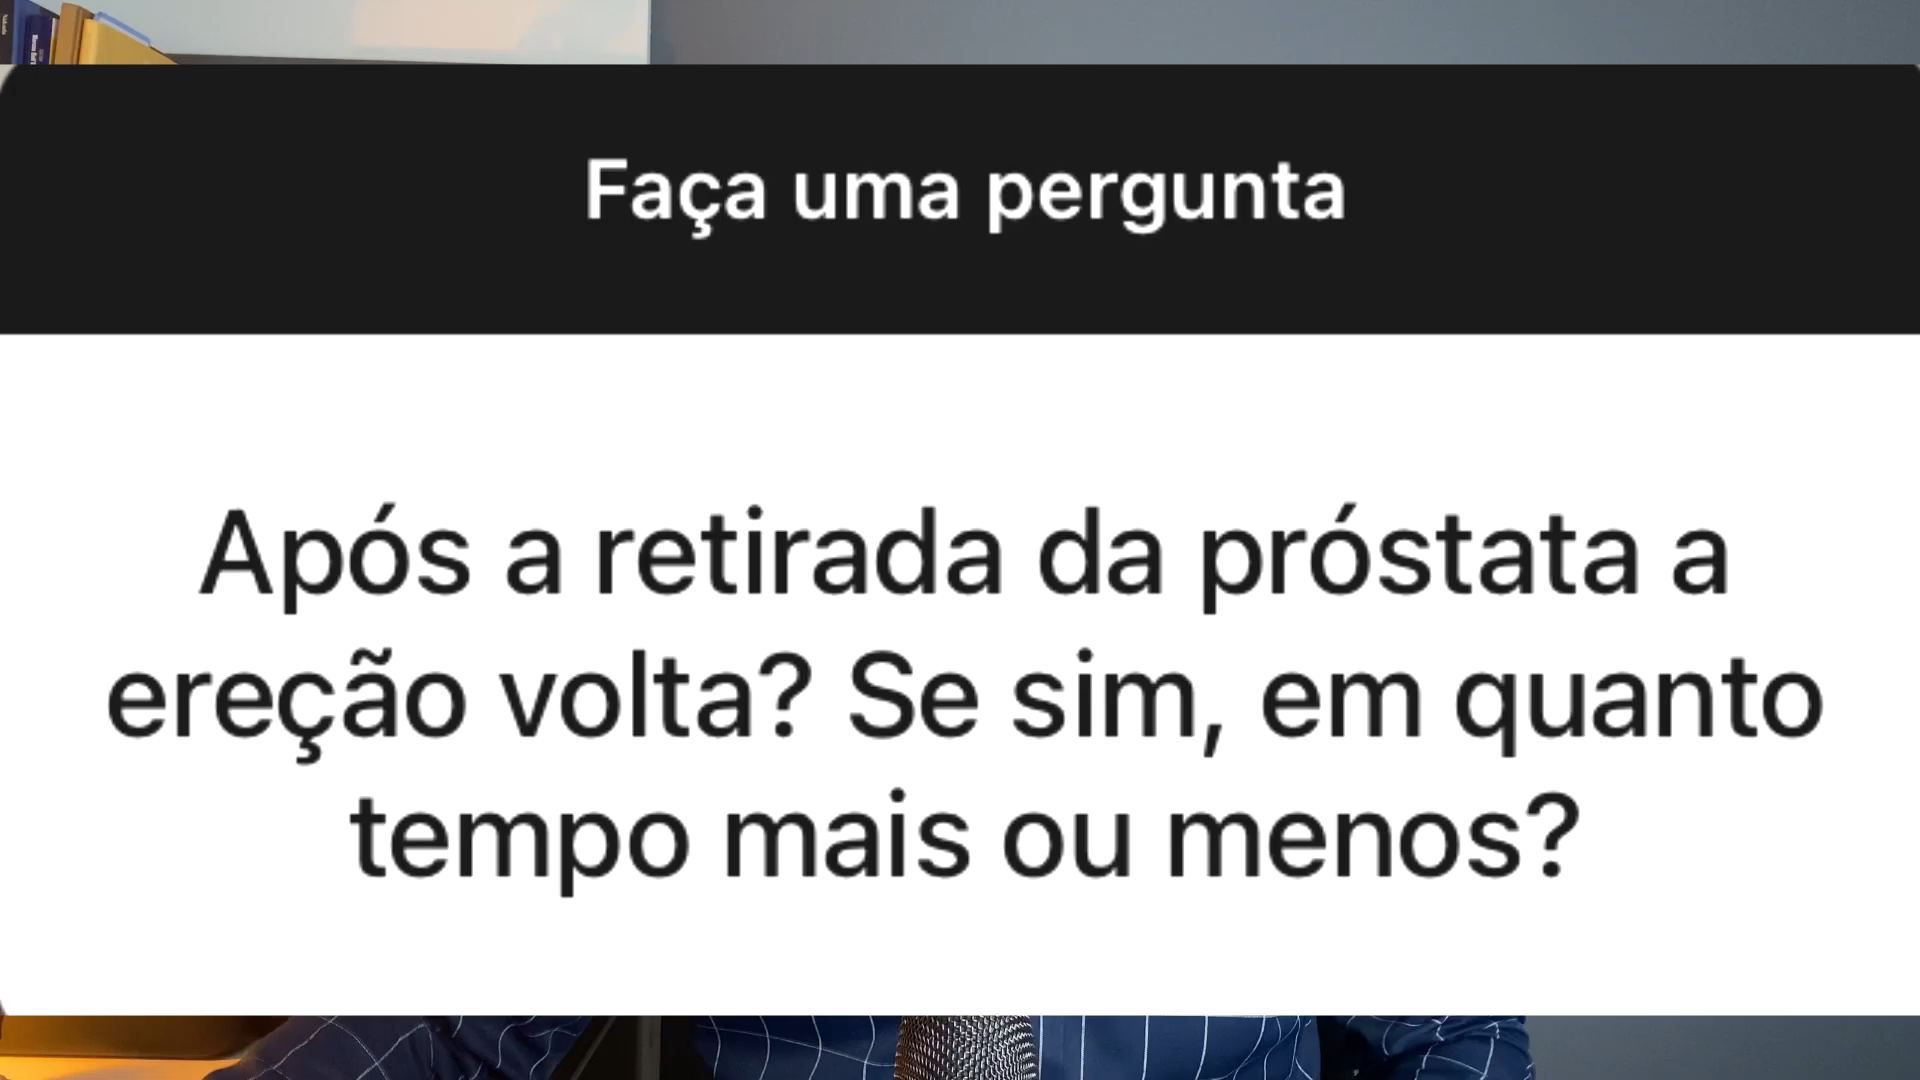 Faça uma pergunta
Após a retirada da próstata a
ereção volta? Se sim, em quanto
tempo mais ou menos?